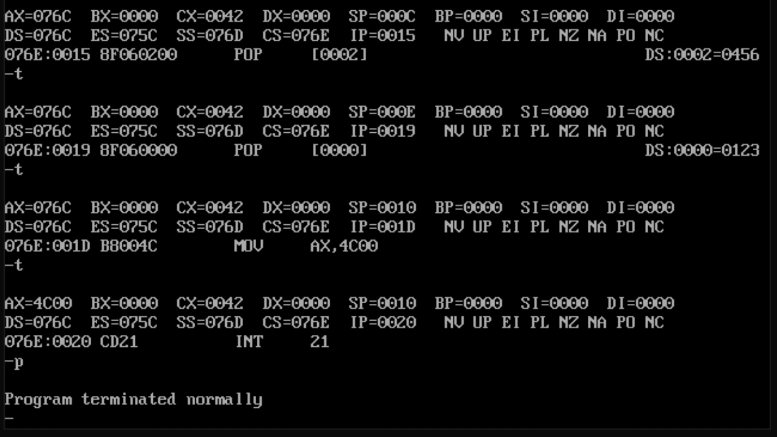 AX=076C  BX=0000  CX=0042  DX=0000  SP=000C  BP=0000  SI=0000  DI=0000
DS=076C  ES=075C  SS=076D  CS=076E  IP=0015   NV UP EI PL NZ NA PO NC
076E:0015 8F060200      POP     [0002]                             DS:0002=0456
-t
AX=076C  BX=0000  CX=0042  DX=0000  SP=000E  BP=0000  SI=0000  DI=0000
DS=076C  ES=075C  SS=076D  CS=076E  IP=0019   NV UP EI PL NZ NA PO NC
076E:0019 8F060000      POP     [0000]                             DS:0000=0123
-t
AX=076C  BX=0000  CX=0042  DX=0000  SP=0010  BP=0000  SI=0000  DI=0000
DS=076C  ES=075C  SS=076D  CS=076E  IP=001D   NV UP EI PL NZ NA PO NC
076E:001D B8004C        MOV     AX,4C00
-t
AX=4C00  BX=0000  CX=0042  DX=0000  SP=0010  BP=0000  SI=0000  DI=0000
DS=076C  ES=075C  SS=076D  CS=076E  IP=0020   NV UP EI PL NZ NA PO NC
076E:0020 CD21          INT     21
-p
Program terminated normally
-